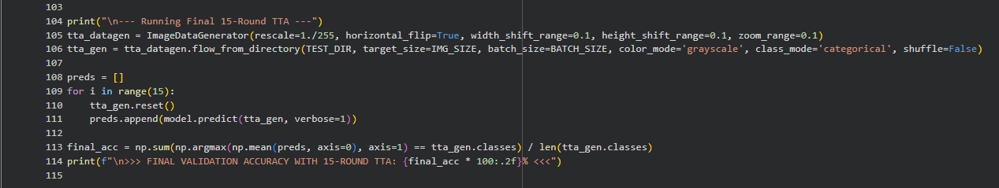 103
104 print("\n--- Running Final 15-Round TTA ---")
105 tta_datagen = ImageDataGenerator(rescale=1./255, horizontal_flip=True, width_shift_range=0.1, height_shift_range=0.1, zoom_range=0.1)
106 tta_gen = tta_datagen.flow_from_directory(TEST_DIR, target_size=IMG_SIZE, batch_size=BATCH_SIZE, color_mode='grayscale', class_mode='categorical', shuffle=False)
107
108 preds = []
109 for i in range(15):
110     tta_gen.reset()
111     preds.append(model.predict(tta_gen, verbose=1))
112
113 final_acc = np.sum(np.argmax(np.mean(preds, axis=0), axis=1) == tta_gen.classes) / len(tta_gen.classes)
114 print(f"\n>>> FINAL VALIDATION ACCURACY WITH 15-ROUND TTA: {final_acc * 100:.2f}% <<<")
115